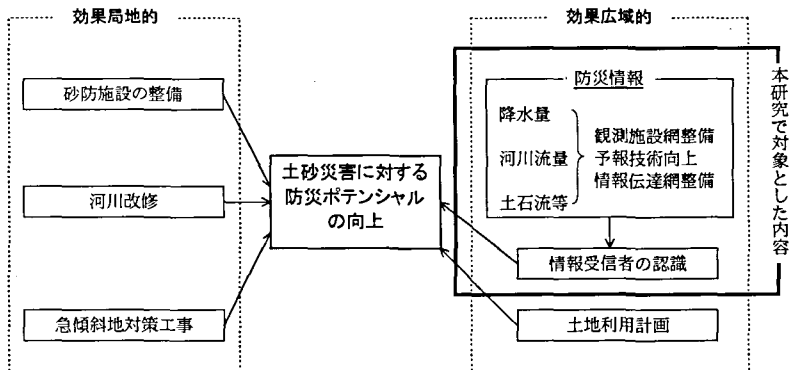 効果局地的
効果広域的
砂防施設の整備
河川改修
急傾斜地対策工事
土砂災害に対する
防災ポテンシャル
の向上
防災情報
降水量
河川流量
土石流等
観測施設網整備
予報技術向上
情報伝達網整備
情報受信者の認識
土地利用計画
本研究で対象とした内容